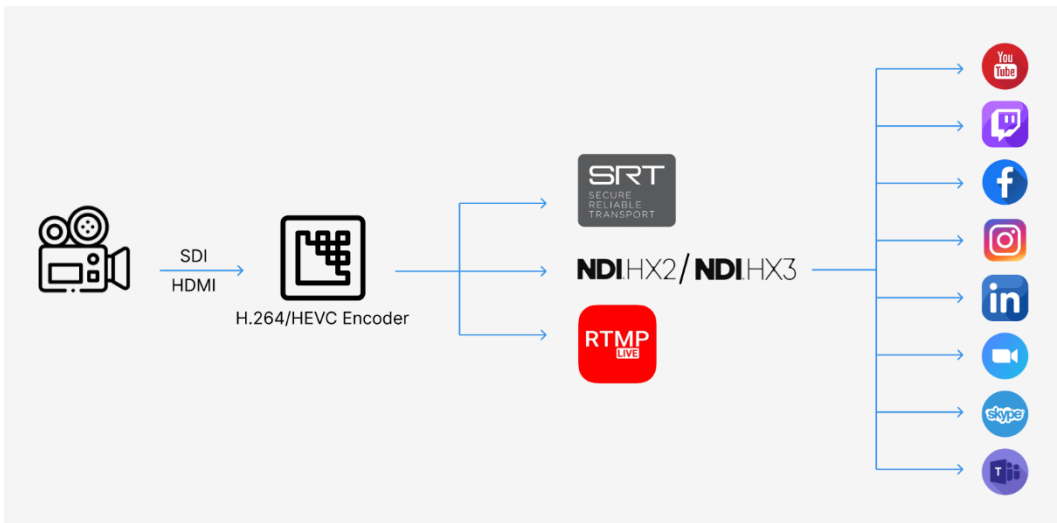 SDI
HDMI
H.264/HEVC Encoder
SRT
SECURE
RELIABLE
TRANSPORT
NDI.HX2/NDI.HX3
RTMP
LIVE
You
Tube
f
in
skype
T